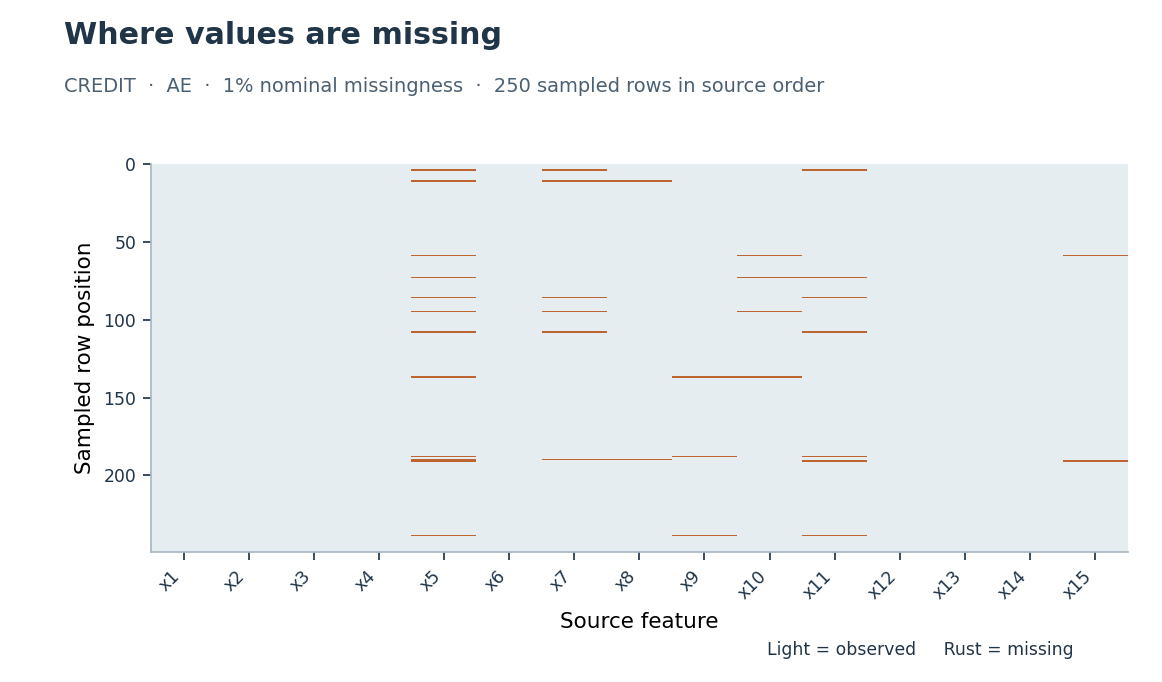 Where values are missing
CREDIT · AE · 1% nominal missingness · 250 sampled rows in source order
0
50
100
150
200
Sampled row position
x1 x2 x3 x4 x5 x6 x7 x8 x9 x10 x11 x12 x13 x14 x15
Source feature
Light = observed Rust = missing